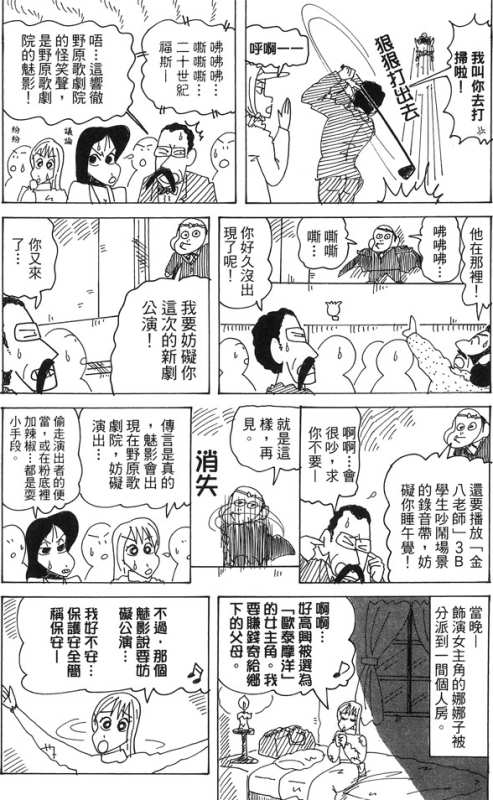 我叫你去打
掃啦！
狠狠打出去
呼啊——
咈咈咈…
嘶嘶嘶…
二十世紀
福斯—
唔…這響徹
野原歌劇院
的怪笑聲，
是野原歌劇
院的魅影！
議論
紛紛
他在那裡！
咈咈咈…
嘶…
嘶…
你好久沒出
現了呢！
我要妨礙你
這次的新劇
公演！
你又來
了…
還要播放「金
八老師」3B
學生吵鬧場景
的錄音帶，妨
礙你睡午覺！
啊啊…會
很吵，求
你不要—
就是這
樣，再
見。
消失
傳言是真的
，魅影會出
現在野原歌
劇院，妨礙
演出…
偷走演出者的便
當，或在粉底裡
加辣椒…都是耍
小手段。
當晚—
飾演女主角的娜娜子被
分派到一間個人房。
啊啊…
好高興被選為
「歐泰摩洋」
的女主角。我
要賺錢寄給鄉
下的父母。
不過，那個
魅影說要妨
礙公演…
我好不安…
保護安全簡
稱保安—